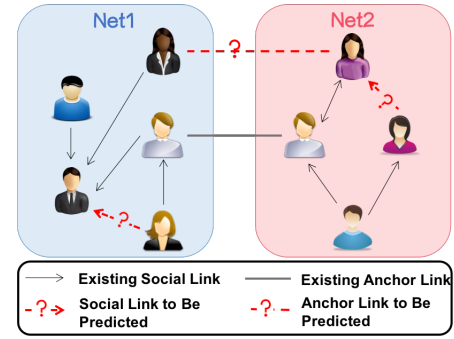 Net1 Net2
?
?
?
Existing Social Link Existing Anchor Link
-?-> Social Link to Be Predicted
-?- Anchor Link to Be Predicted